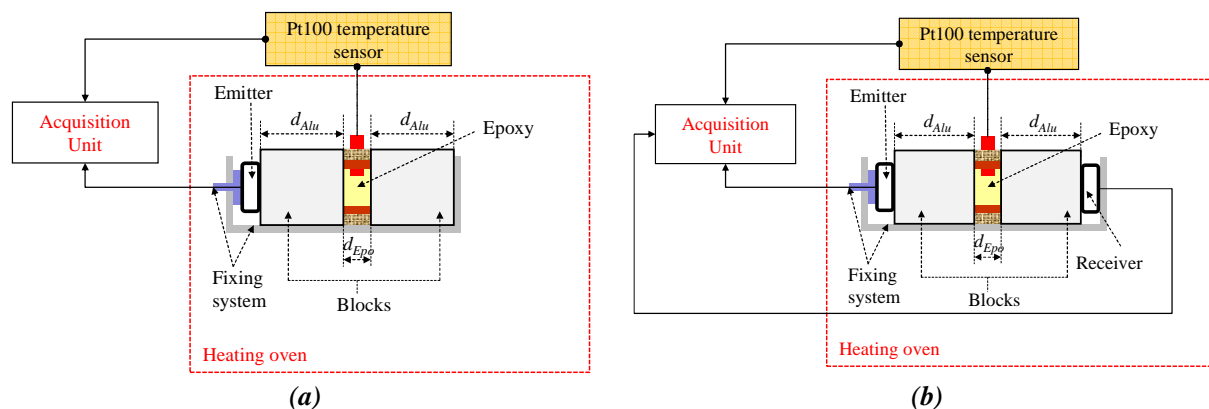 Pt100 temperature
sensor
Emitter
d_Alu
d_Alu
Epoxy
Acquisition
Unit
d_Epo
Fixing
system
Blocks
Heating oven
(a)
Pt100 temperature
sensor
Emitter
d_Alu
d_Alu
Epoxy
Acquisition
Unit
d_Epo
Fixing
system
Receiver
Blocks
Heating oven
(b)